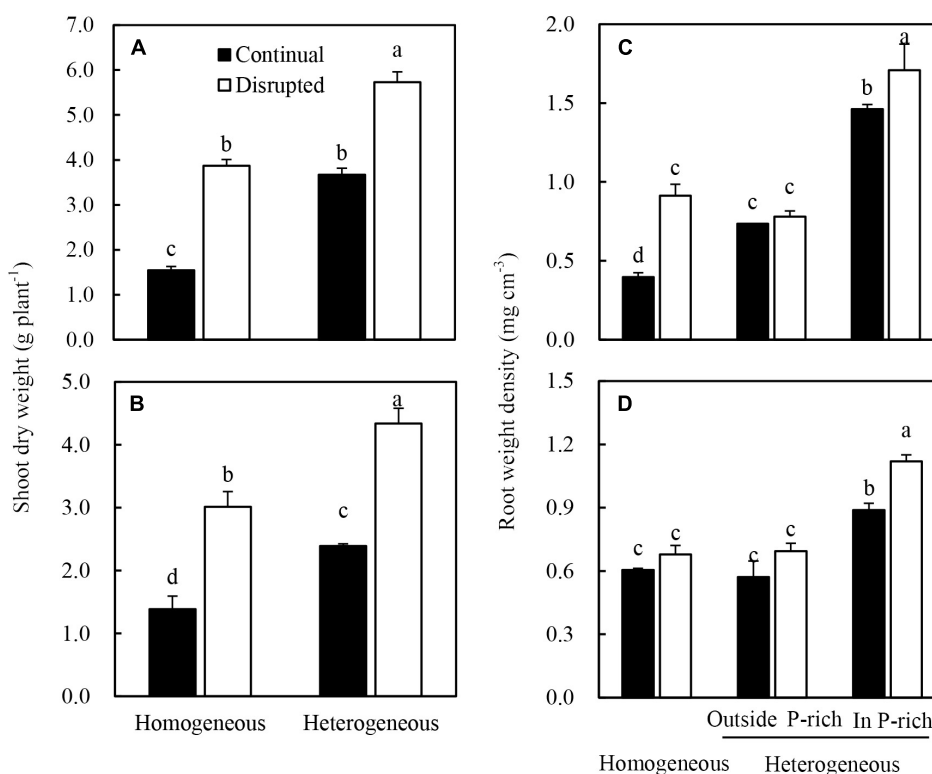 Shoot dry weight (g plant⁻¹)
7.0
6.0
5.0
4.0
3.0
2.0
1.0
0.0
A
Continual
Disrupted
c
b
b
a
5.0
4.0
3.0
2.0
1.0
0.0
B
d
b
c
a
Homogeneous
Heterogeneous
Root weight density (mg cm⁻³)
2.0
1.5
1.0
0.5
0.0
C
d
c
c
c
b
a
1.5
1.2
0.9
0.6
0.3
0.0
D
c
c
c
c
b
a
Outside P-rich
In P-rich
Homogeneous
Heterogeneous